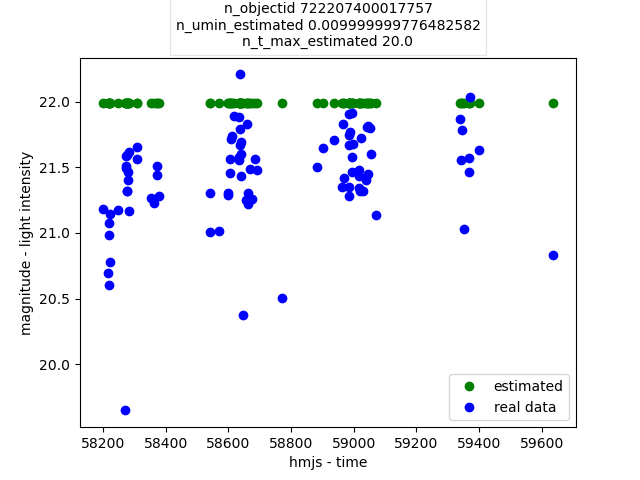 n_objectid 722207400017757
n_umin_estimated 0.009999999776482582
n_t_max_estimated 20.0
magnitude - light intensity
22.0
21.5
21.0
20.5
20.0
estimated
real data
58200 58400 58600 58800 59000 59200 59400 59600
hmjs - time